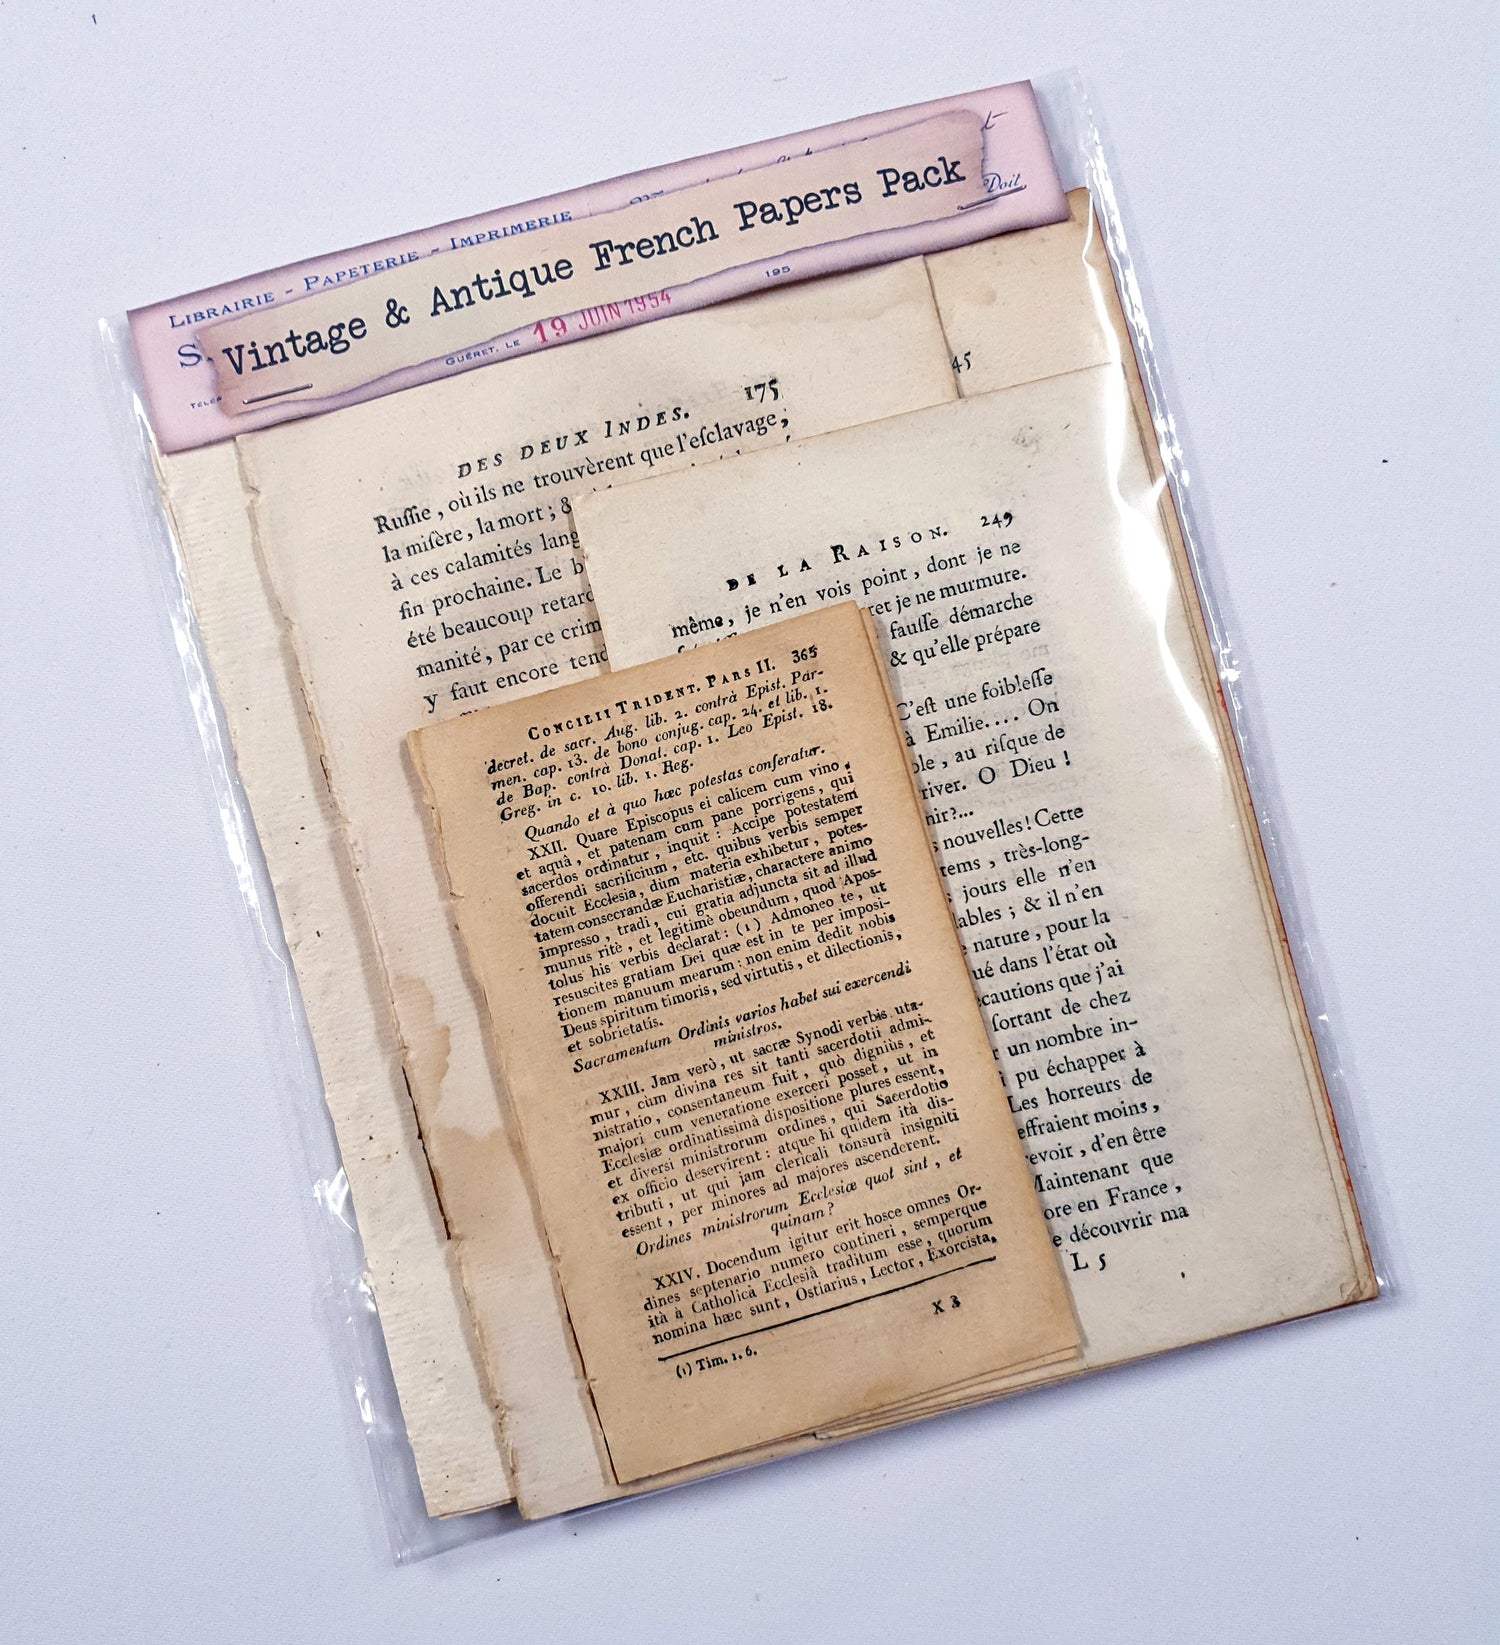 LIBRAIRIE - PAPETERIE - IMPRIMERIE
Doit
S.
Vintage & Antique French Papers Pack
GUÉRET, LE 19 JUIN 1954
195
DES DEUX INDES. 175
Ruſſie, où ils ne trouvèrent que l'eſclavage,
la miſère, la mort; &
à ces calamités
fin prochaine. Le
été beaucoup
manité, par ce
y faut encore
45
DE LA RAISON. 249
même, je n'en vois point, dont je ne
je ne murmure.
fauſſe démarche
& qu'elle prépare
C'eſt une foibleſſe
à Emilie.... On
, au riſque de
O Dieu !
nouvelles! Cette
, très-long-
jours elle n'en
; & il n'en
nature, pour la
dans l'état où
que j'ai
ſortant de chez
un nombre in-
pu échapper à
Les horreurs de
moins,
, d'en être
Maintenant que
en France,
découvrir ma
L 5
CONCILII TRIDENT. PARS II. 365
decret. de sacr. Aug. lib. 2. contrà Epist. Par-
men. cap. 13. de bono conjug. cap. 24. et lib. 1.
de Bap. contrà Donat. cap. 1. Leo Epist. 18.
Greg. in c. 10. lib. 1. Reg.
Quando et à quo hæc potestas conferatur.
XXII. Quare Episcopus ei calicem cum vino
et aquâ, et patenam cum pane porrigens, qui
sacerdos ordinatur, inquit : Accipe potestatem
offerendi sacrificium, etc. quibus verbis semper
docuit Ecclesia, dùm materia exhibetur, potes-
tatem consecrandæ Eucharistiæ, charactere animo
impresso, tradi, cui gratia adjuncta sit ad illud
munus ritè, et legitimè obeundum, quod Apos-
tolus his verbis declarat : (1) Admoneo te, ut
resuscites gratiam Dei quæ est in te per imposi-
tionem manuum mearum : non enim dedit nobis
Deus spiritum timoris, sed virtutis, et dilectionis,
et sobrietatis.
Sacramentum Ordinis varios habet sui exercendi
ministros.
XXIII. Jam verò, ut sacræ Synodi verbis uta-
mur, cùm divina res sit tanti sacerdotii admi-
nistratio, consentaneum fuit, quò digniùs, et
majori cum veneratione exerceri posset, ut in
Ecclesiæ ordinatissimâ dispositione plures essent,
et diversi ministrorum ordines, qui Sacerdotio
ex officio deservirent : atque hi quidem ità dis-
tributi, ut qui jam clericali tonsurâ insigniti
essent, per minores ad majores ascenderent.
Ordines ministrorum Ecclesiæ quot sint, et
quinam ?
XXIV. Docendum igitur erit hosce omnes Or-
dines septenario numero contineri, semperque
ità à Catholicâ Ecclesiâ traditum esse, quorum
nomina hæc sunt, Ostiarius, Lector, Exorcista,
X 3
(1) Tim. 1. 6.